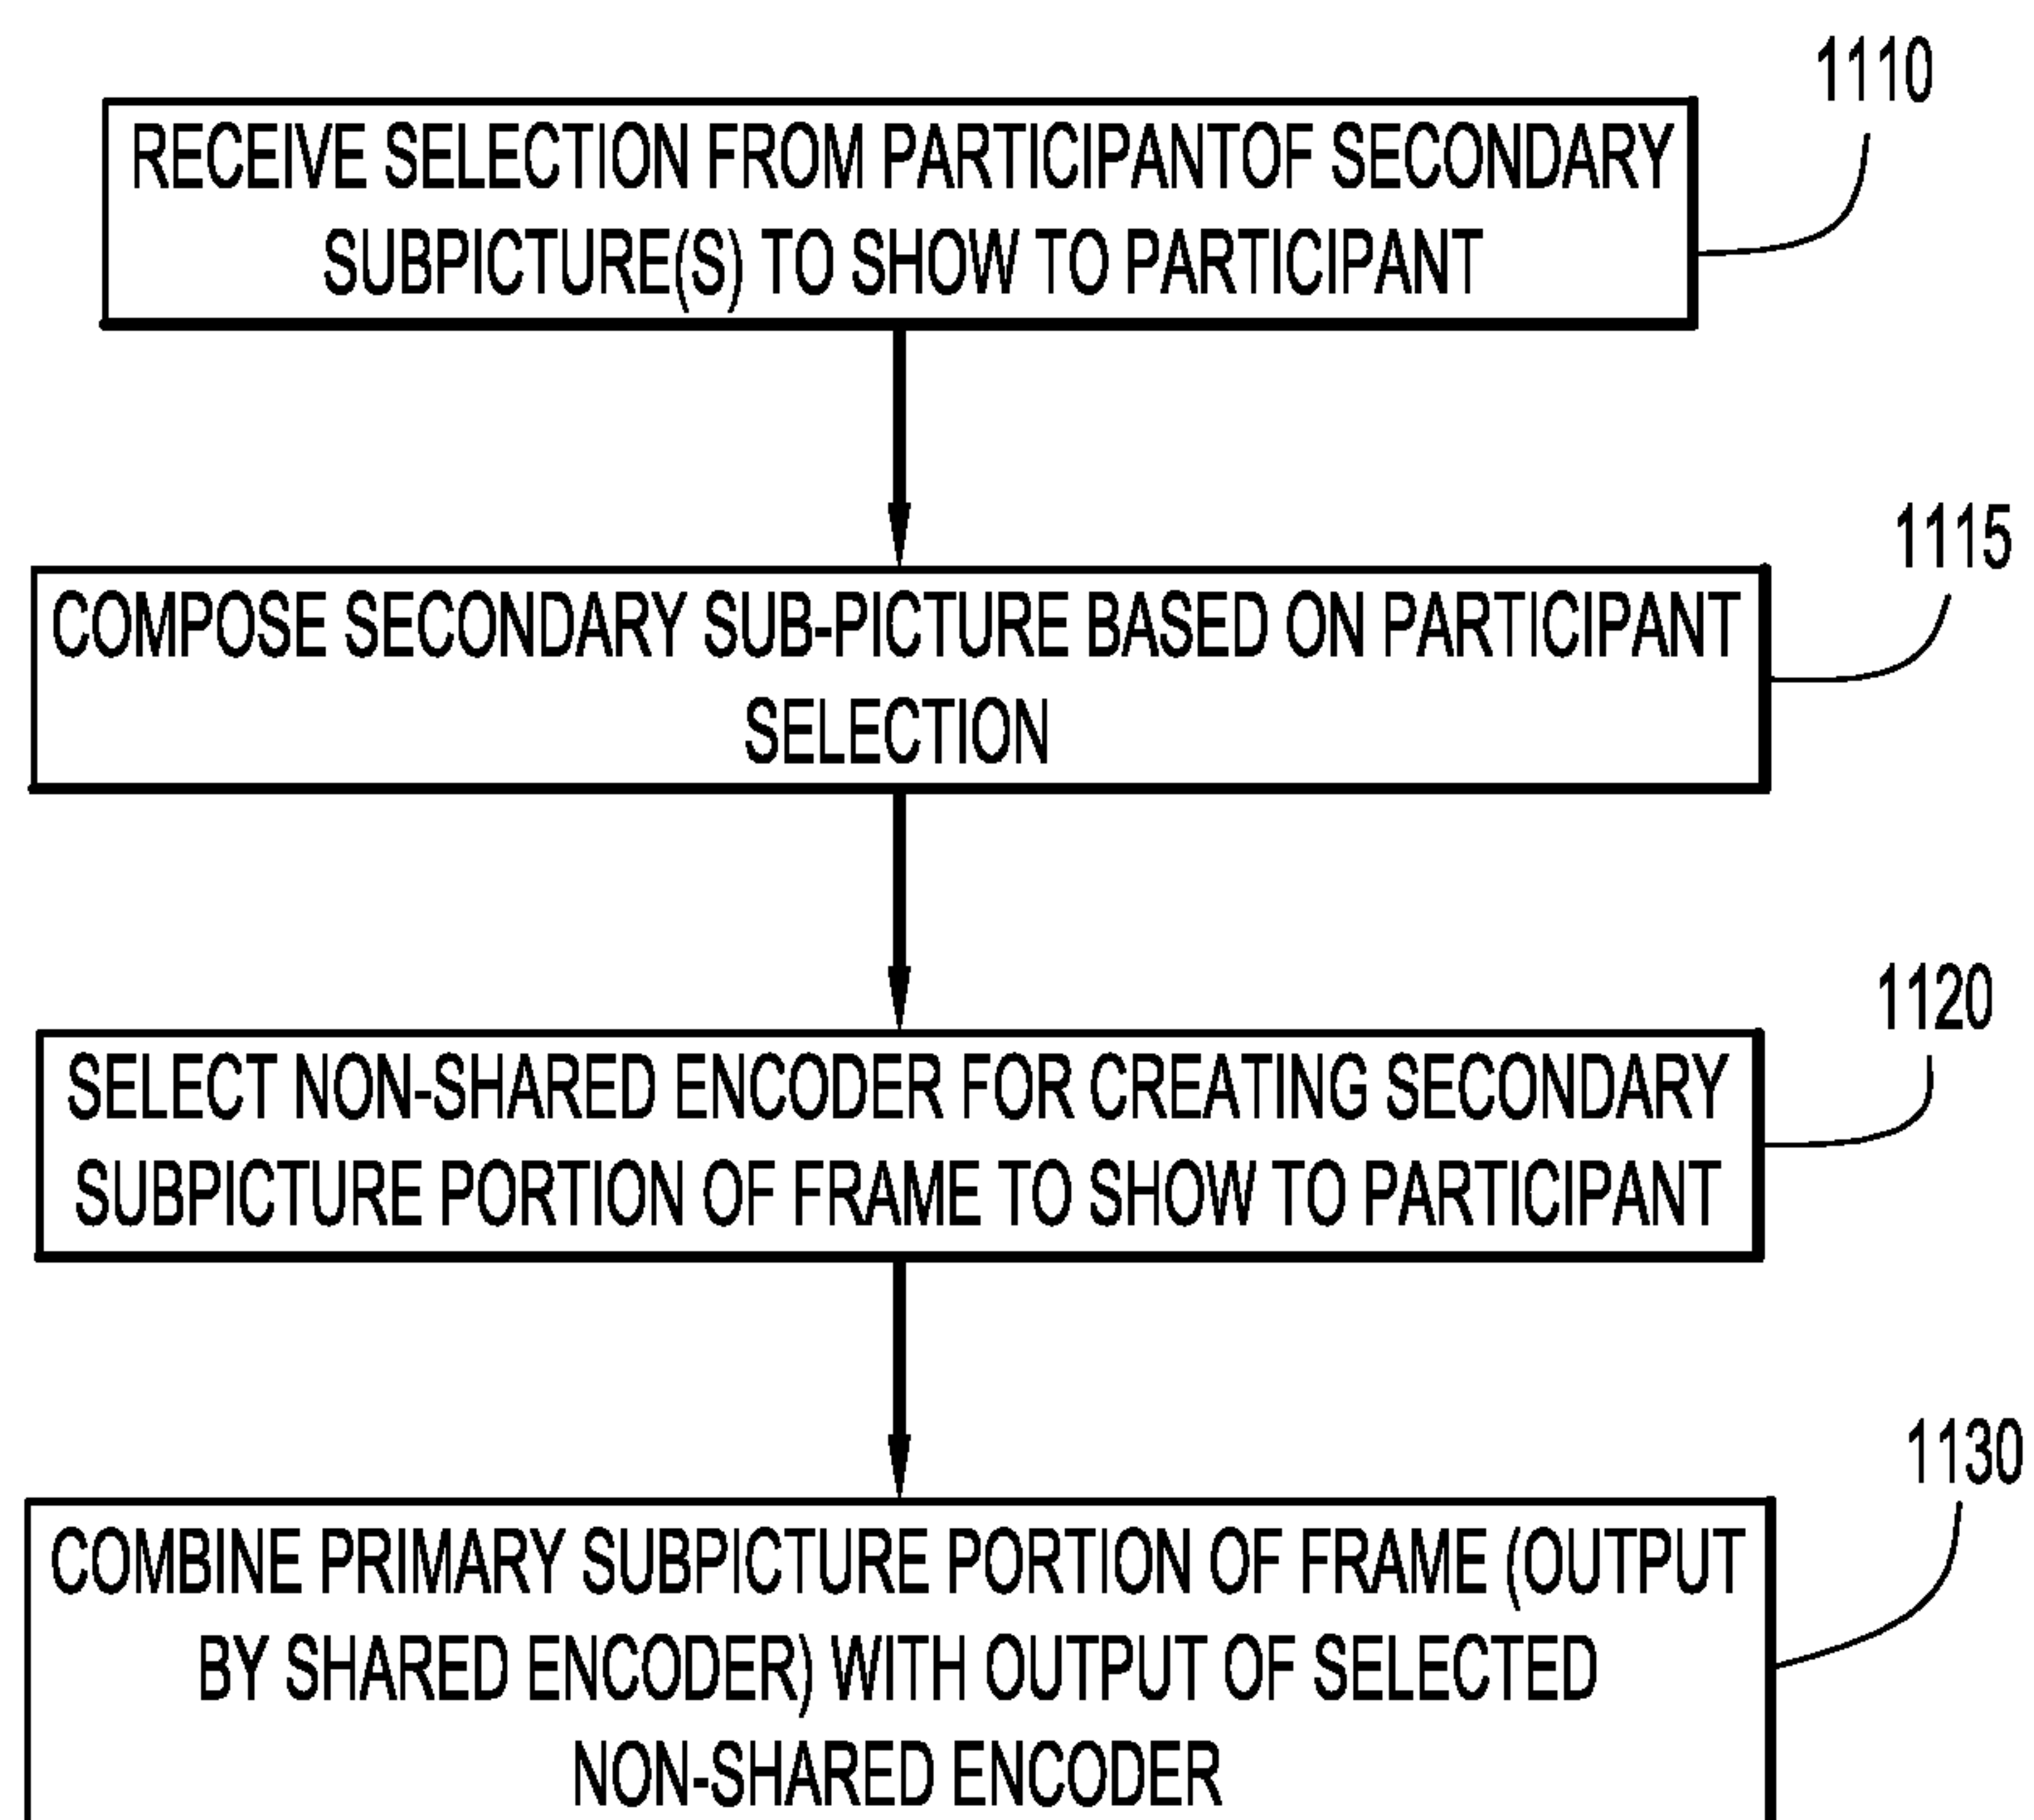 1110
RECEIVE SELECTION FROM PARTICIPANTOF SECONDARY
SUBPICTURE(S) TO SHOW TO PARTICIPANT
1115
COMPOSE SECONDARY SUB-PICTURE BASED ON PARTICIPANT
SELECTION
1120
SELECT NON-SHARED ENCODER FOR CREATING SECONDARY
SUBPICTURE PORTION OF FRAME TO SHOW TO PARTICIPANT
1130
COMBINE PRIMARY SUBPICTURE PORTION OF FRAME (OUTPUT
BY SHARED ENCODER) WITH OUTPUT OF SELECTED
NON-SHARED ENCODER